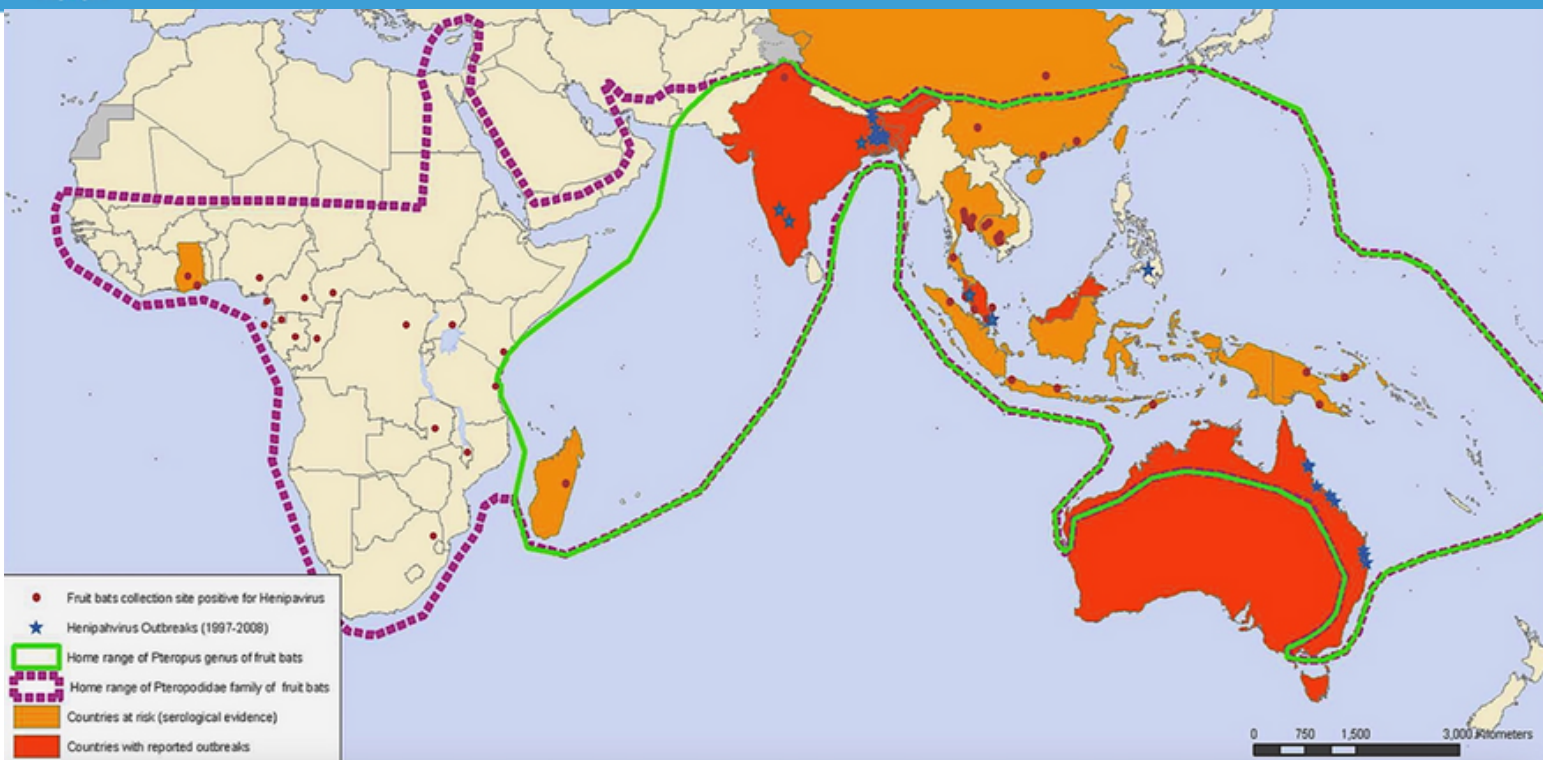 Fruit bats collection site positive for Henipavirus
Henipahvirus Outbreaks (1997-2008)
Home range of Pteropus genus of fruit bats
Home range of Pteropodidae family of fruit bats
Countries at risk (serological evidence)
Countries with reported outbreaks
0 750 1,500 3,000 Kilometers